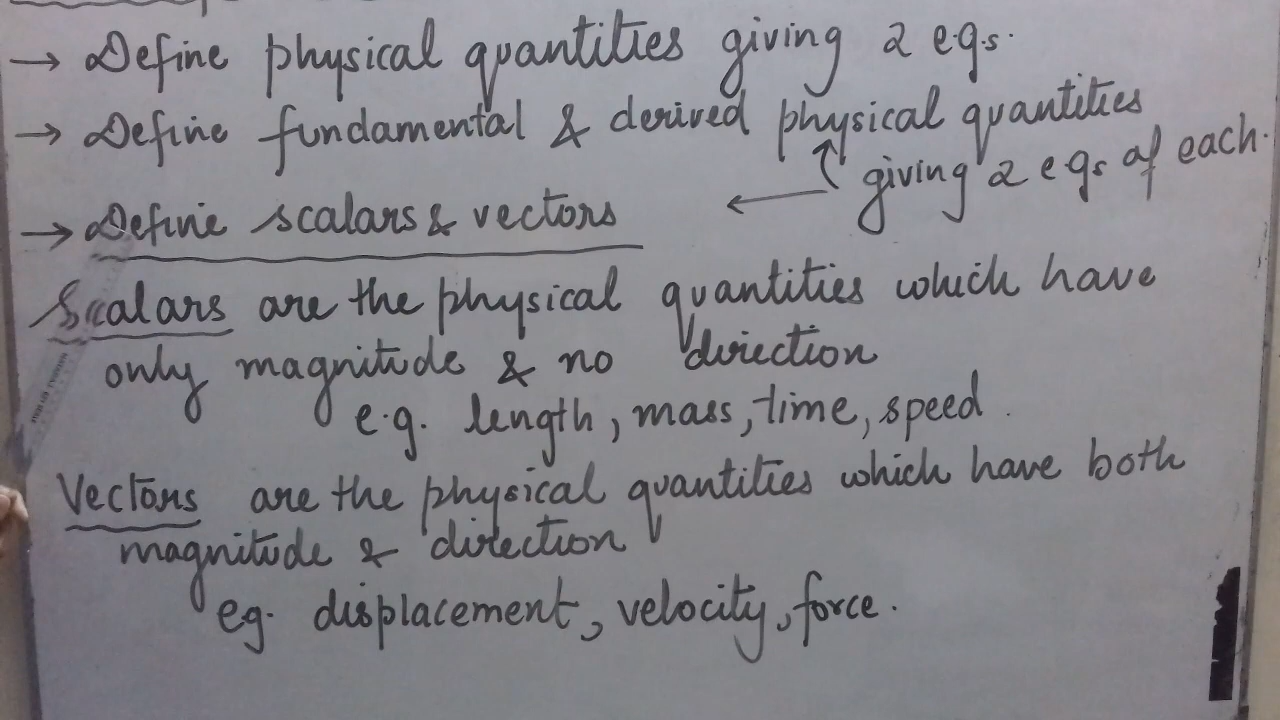 → Define physical quantities giving 2 e.g.s.
→ Define fundamental & derived physical quantities
giving 2 e.gs of each.
→ Define scalars & vectors
Scalars are the physical quantities which have
only magnitude & no direction
e.g. length, mass, time, speed.
Vectors are the physical quantities which have both
magnitude & direction
eg. displacement, velocity, force.